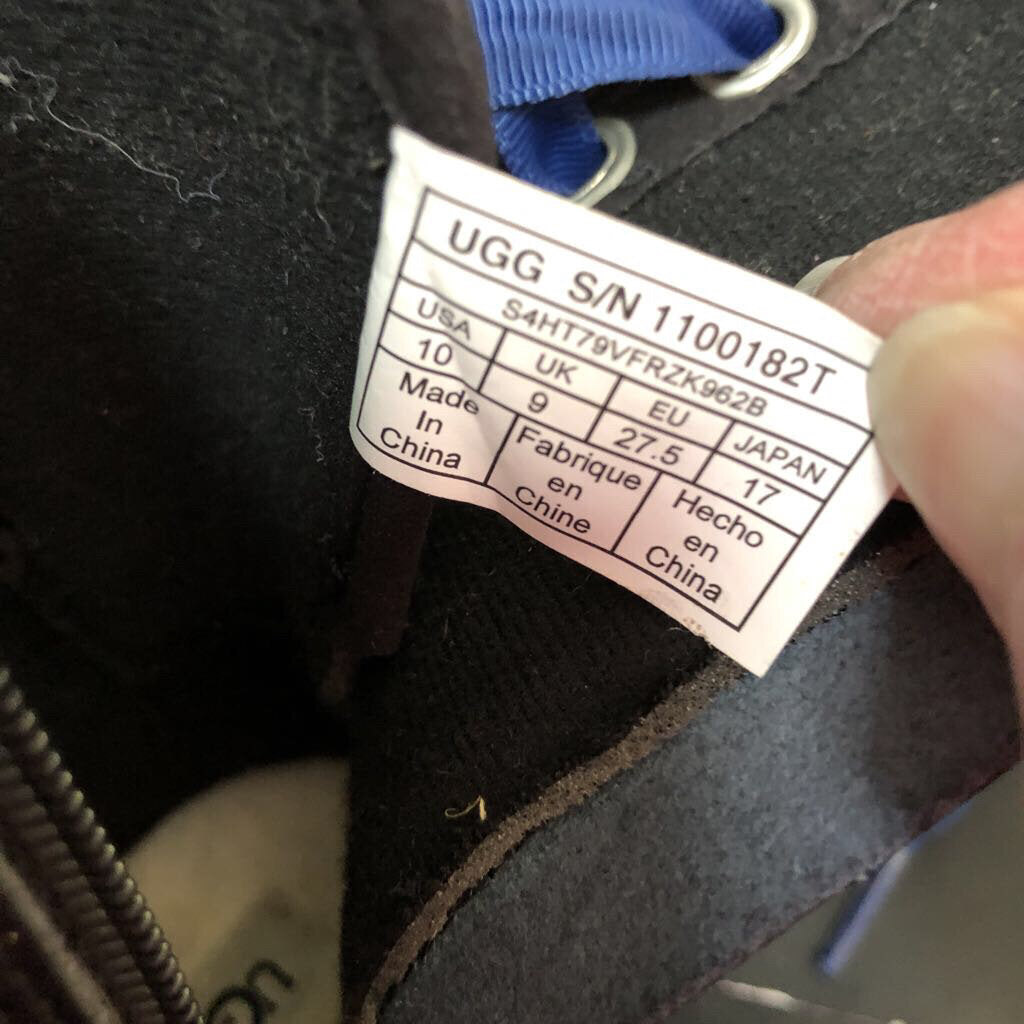 UGG S/N 1100182T
S4HT79VFRZK962B
USA UK EU JAPAN
10 9 27.5 17
Made
In
China
Fabrique
en
Chine
Hecho
en
China